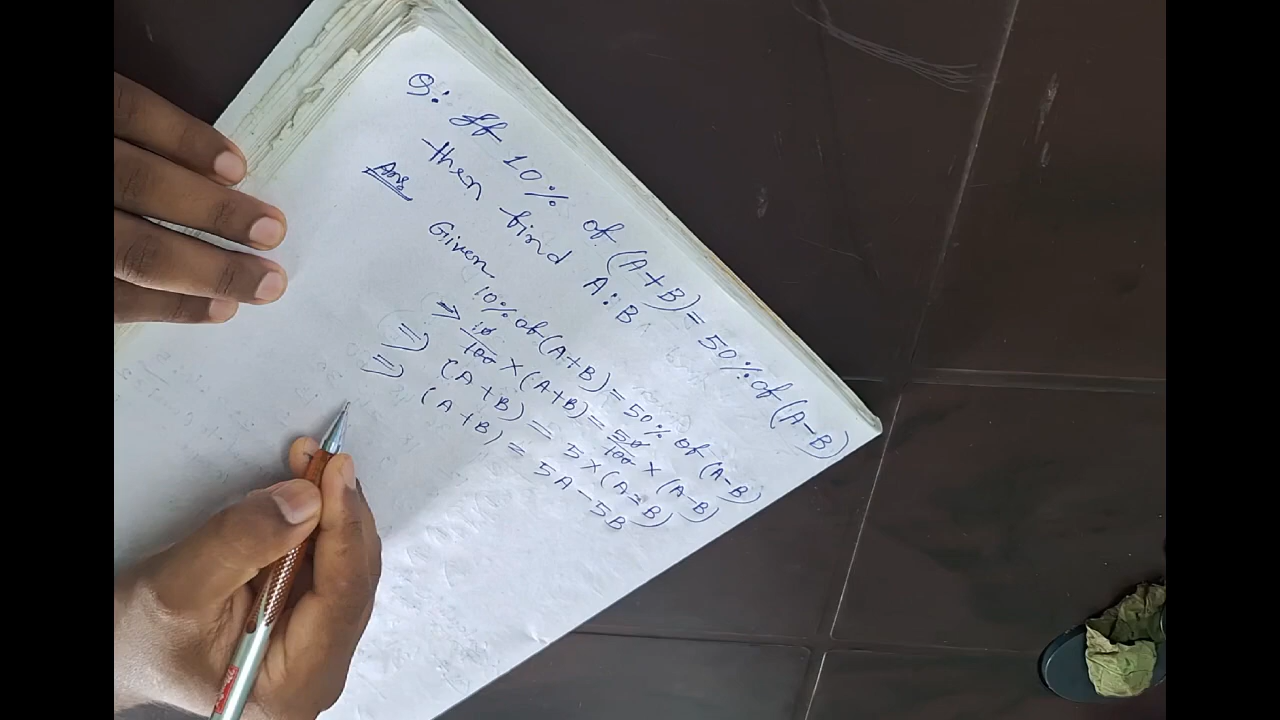 Q: If 10% of (A+B) = 50% of (A-B)
then find A:B
Ans
Given 10% of (A+B) = 50% of (A-B)
⇒ 10/100 × (A+B) = 50/100 × (A-B)
⇒ (A+B) = 5×(A-B)
⇒ (A+B) = 5A-5B